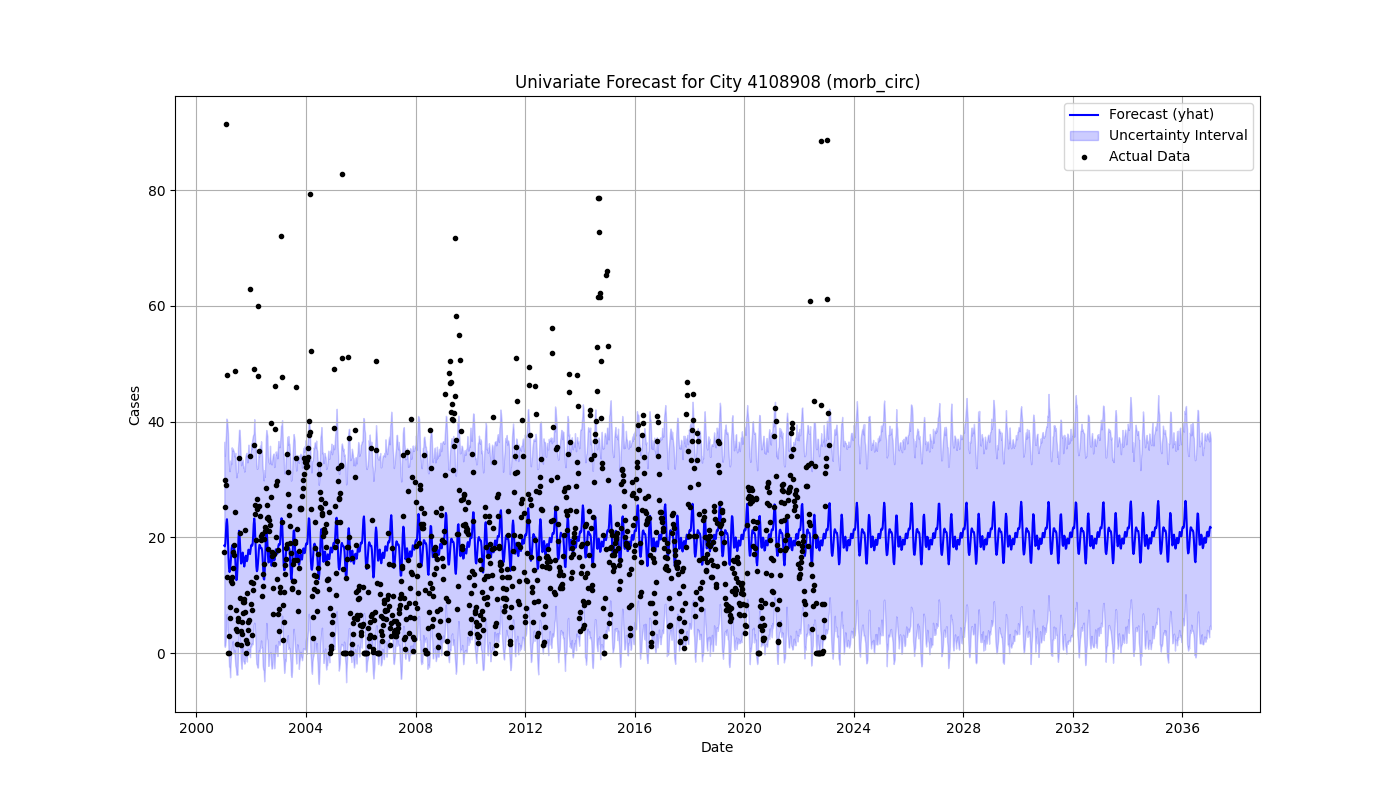 Univariate Forecast for City 4108908 (morb_circ)
Forecast (yhat)
Uncertainty Interval
Actual Data
Cases
80
60
40
20
0
2000 2004 2008 2012 2016 2020 2024 2028 2032 2036
Date